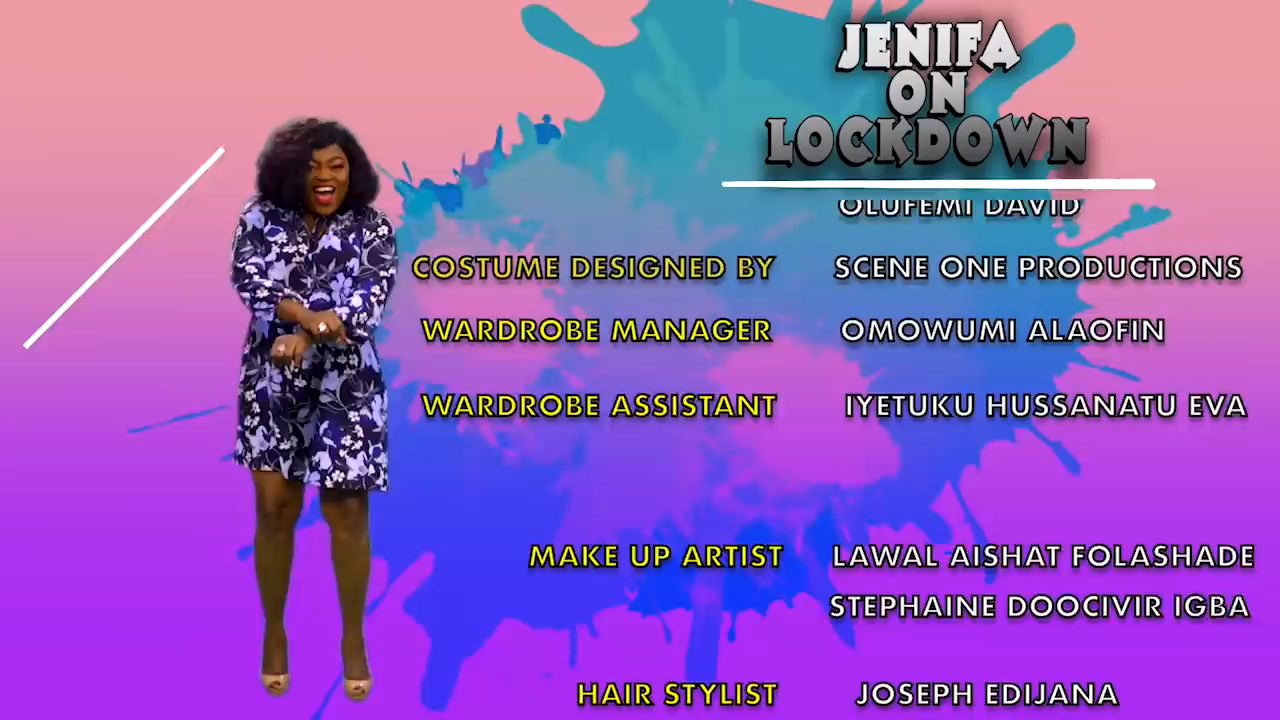 JENIFA
ON
LOCKDOWN
OLUFEMI DAVID
COSTUME DESIGNED BY SCENE ONE PRODUCTIONS
WARDROBE MANAGER OMOWUMI ALAOFIN
WARDROBE ASSISTANT IYETUKU HUSSANATU EVA
MAKE UP ARTIST LAWAL AISHAT FOLASHADE
STEPHAINE DOOCIVIR IGBA
HAIR STYLIST JOSEPH EDIJANA